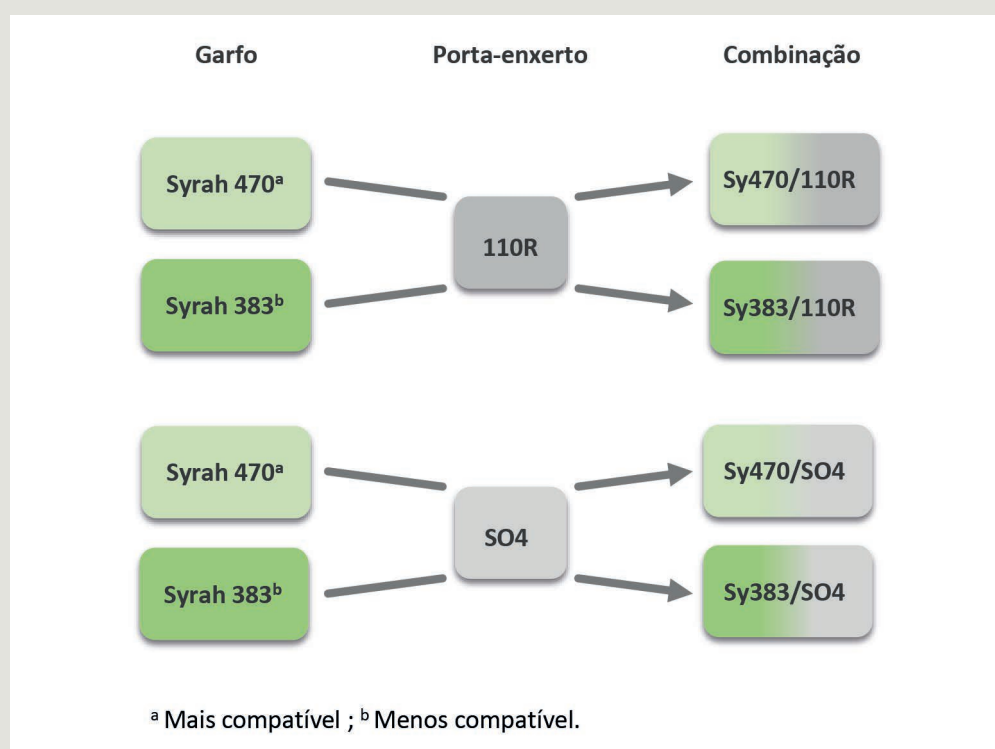 Garfo Porta-enxerto Combinação
Syrah 470ᵃ
Sy470/110R
110R
Syrah 383ᵇ
Sy383/110R
Syrah 470ᵃ
Sy470/SO4
SO4
Syrah 383ᵇ
Sy383/SO4
ᵃ Mais compatível ; ᵇ Menos compatível.